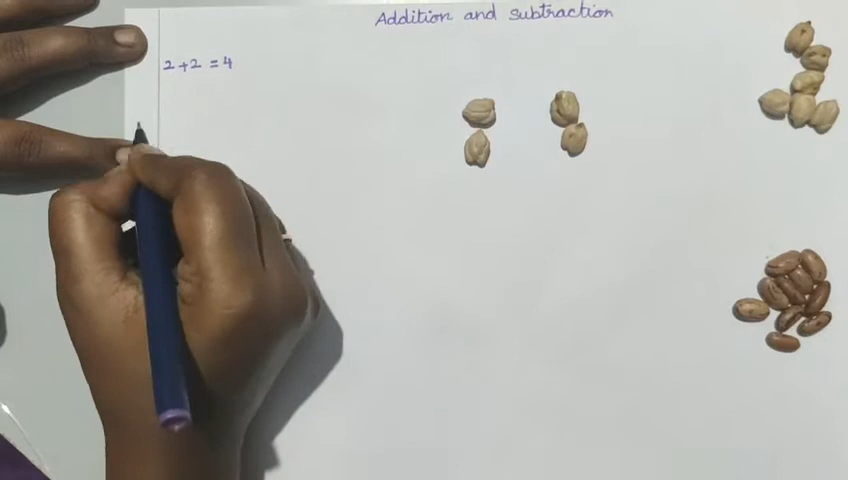 Addition and subtraction
2+2 = 4